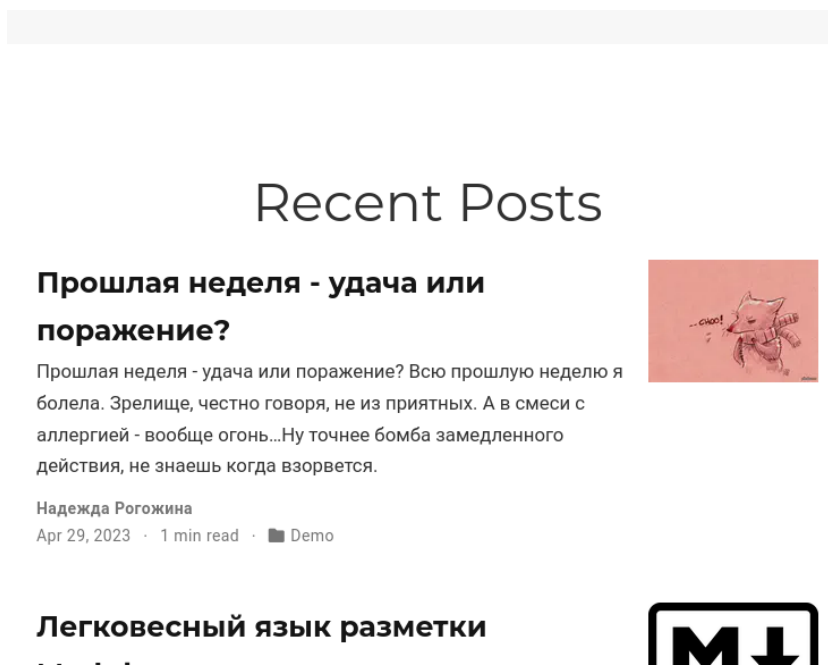 Recent Posts
Прошлая неделя - удача или
поражение?
Прошлая неделя - удача или поражение? Всю прошлую неделю я
болела. Зрелище, честно говоря, не из приятных. А в смеси с
аллергией - вообще огонь…Ну точнее бомба замедленного
действия, не знаешь когда взорвется.
Надежда Рогожина
Apr 29, 2023 · 1 min read · Demo
-- CHOO!
Легковесный язык разметки
M